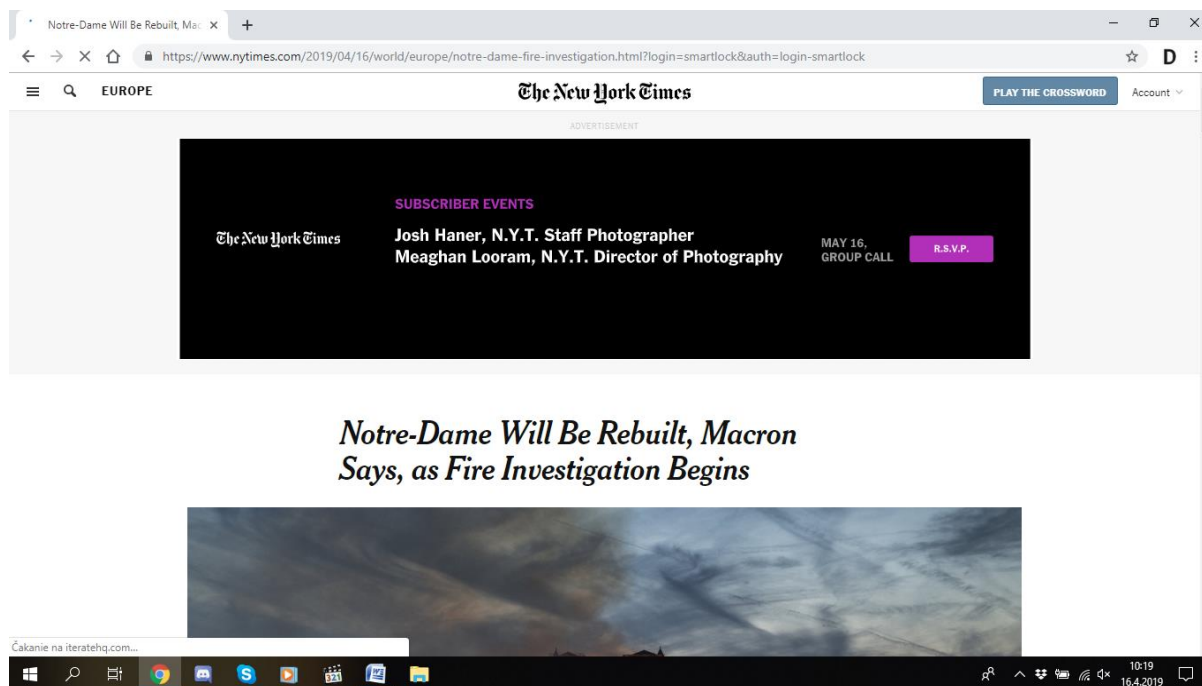 Notre-Dame Will Be Rebuilt, Mac
https://www.nytimes.com/2019/04/16/world/europe/notre-dame-fire-investigation.html?login=smartlock&auth=login-smartlock
D
EUROPE
The New York Times
PLAY THE CROSSWORD
Account
ADVERTISEMENT
SUBSCRIBER EVENTS
The New York Times
Josh Haner, N.Y.T. Staff Photographer
Meaghan Looram, N.Y.T. Director of Photography
MAY 16,
GROUP CALL
R.S.V.P.
Notre-Dame Will Be Rebuilt, Macron
Says, as Fire Investigation Begins
Čakanie na iteratehq.com...
321
10:19
16.4.2019